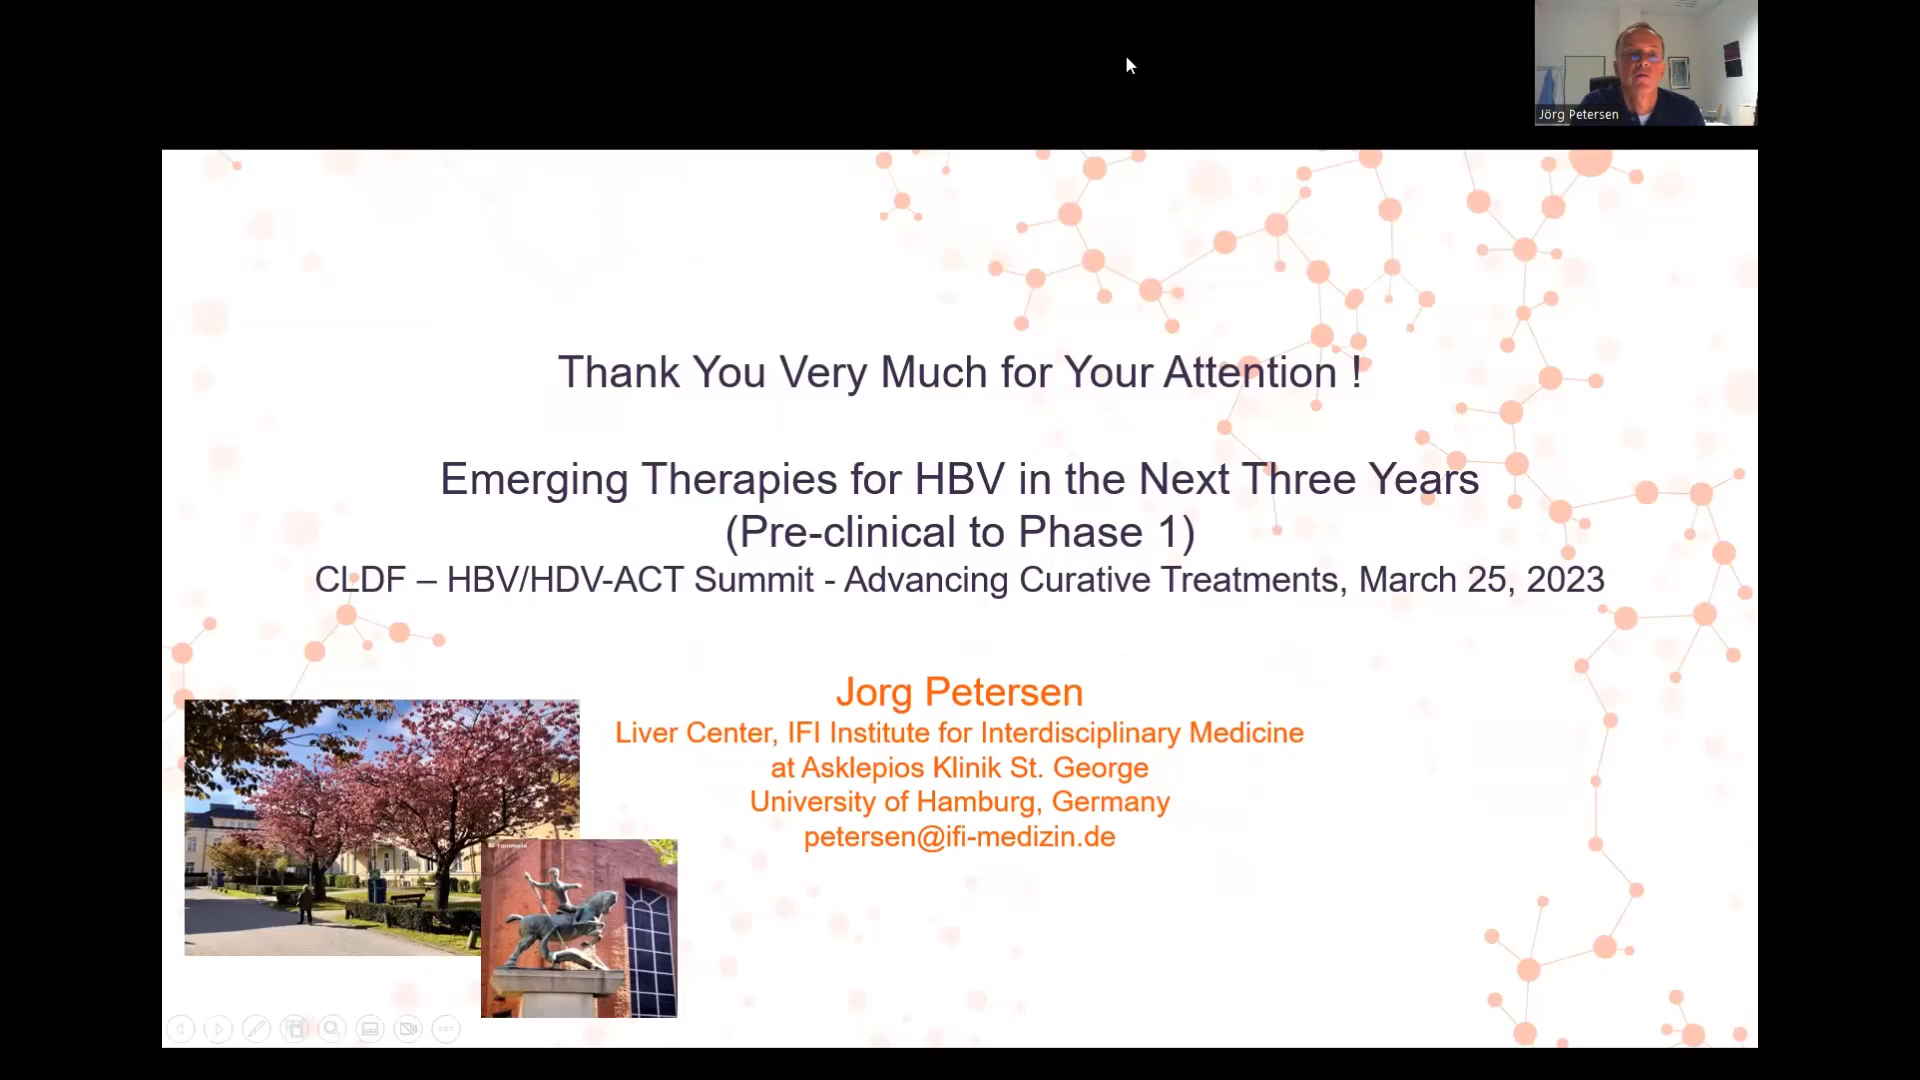 Jörg Petersen
Thank You Very Much for Your Attention !
Emerging Therapies for HBV in the Next Three Years
(Pre-clinical to Phase 1)
CLDF – HBV/HDV-ACT Summit - Advancing Curative Treatments, March 25, 2023
Jorg Petersen
Liver Center, IFI Institute for Interdisciplinary Medicine
at Asklepios Klinik St. George
University of Hamburg, Germany
petersen@ifi-medizin.de